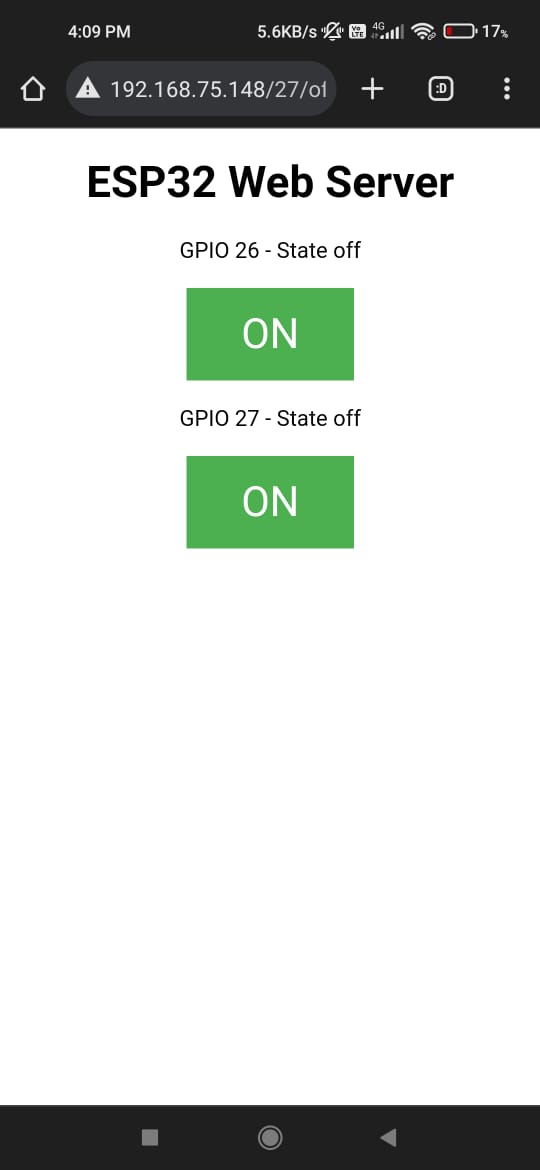 4:09 PM
5.6KB/s Vo LTE 4G 17%
192.168.75.148/27/of
:D
ESP32 Web Server
GPIO 26 - State off
ON
GPIO 27 - State off
ON